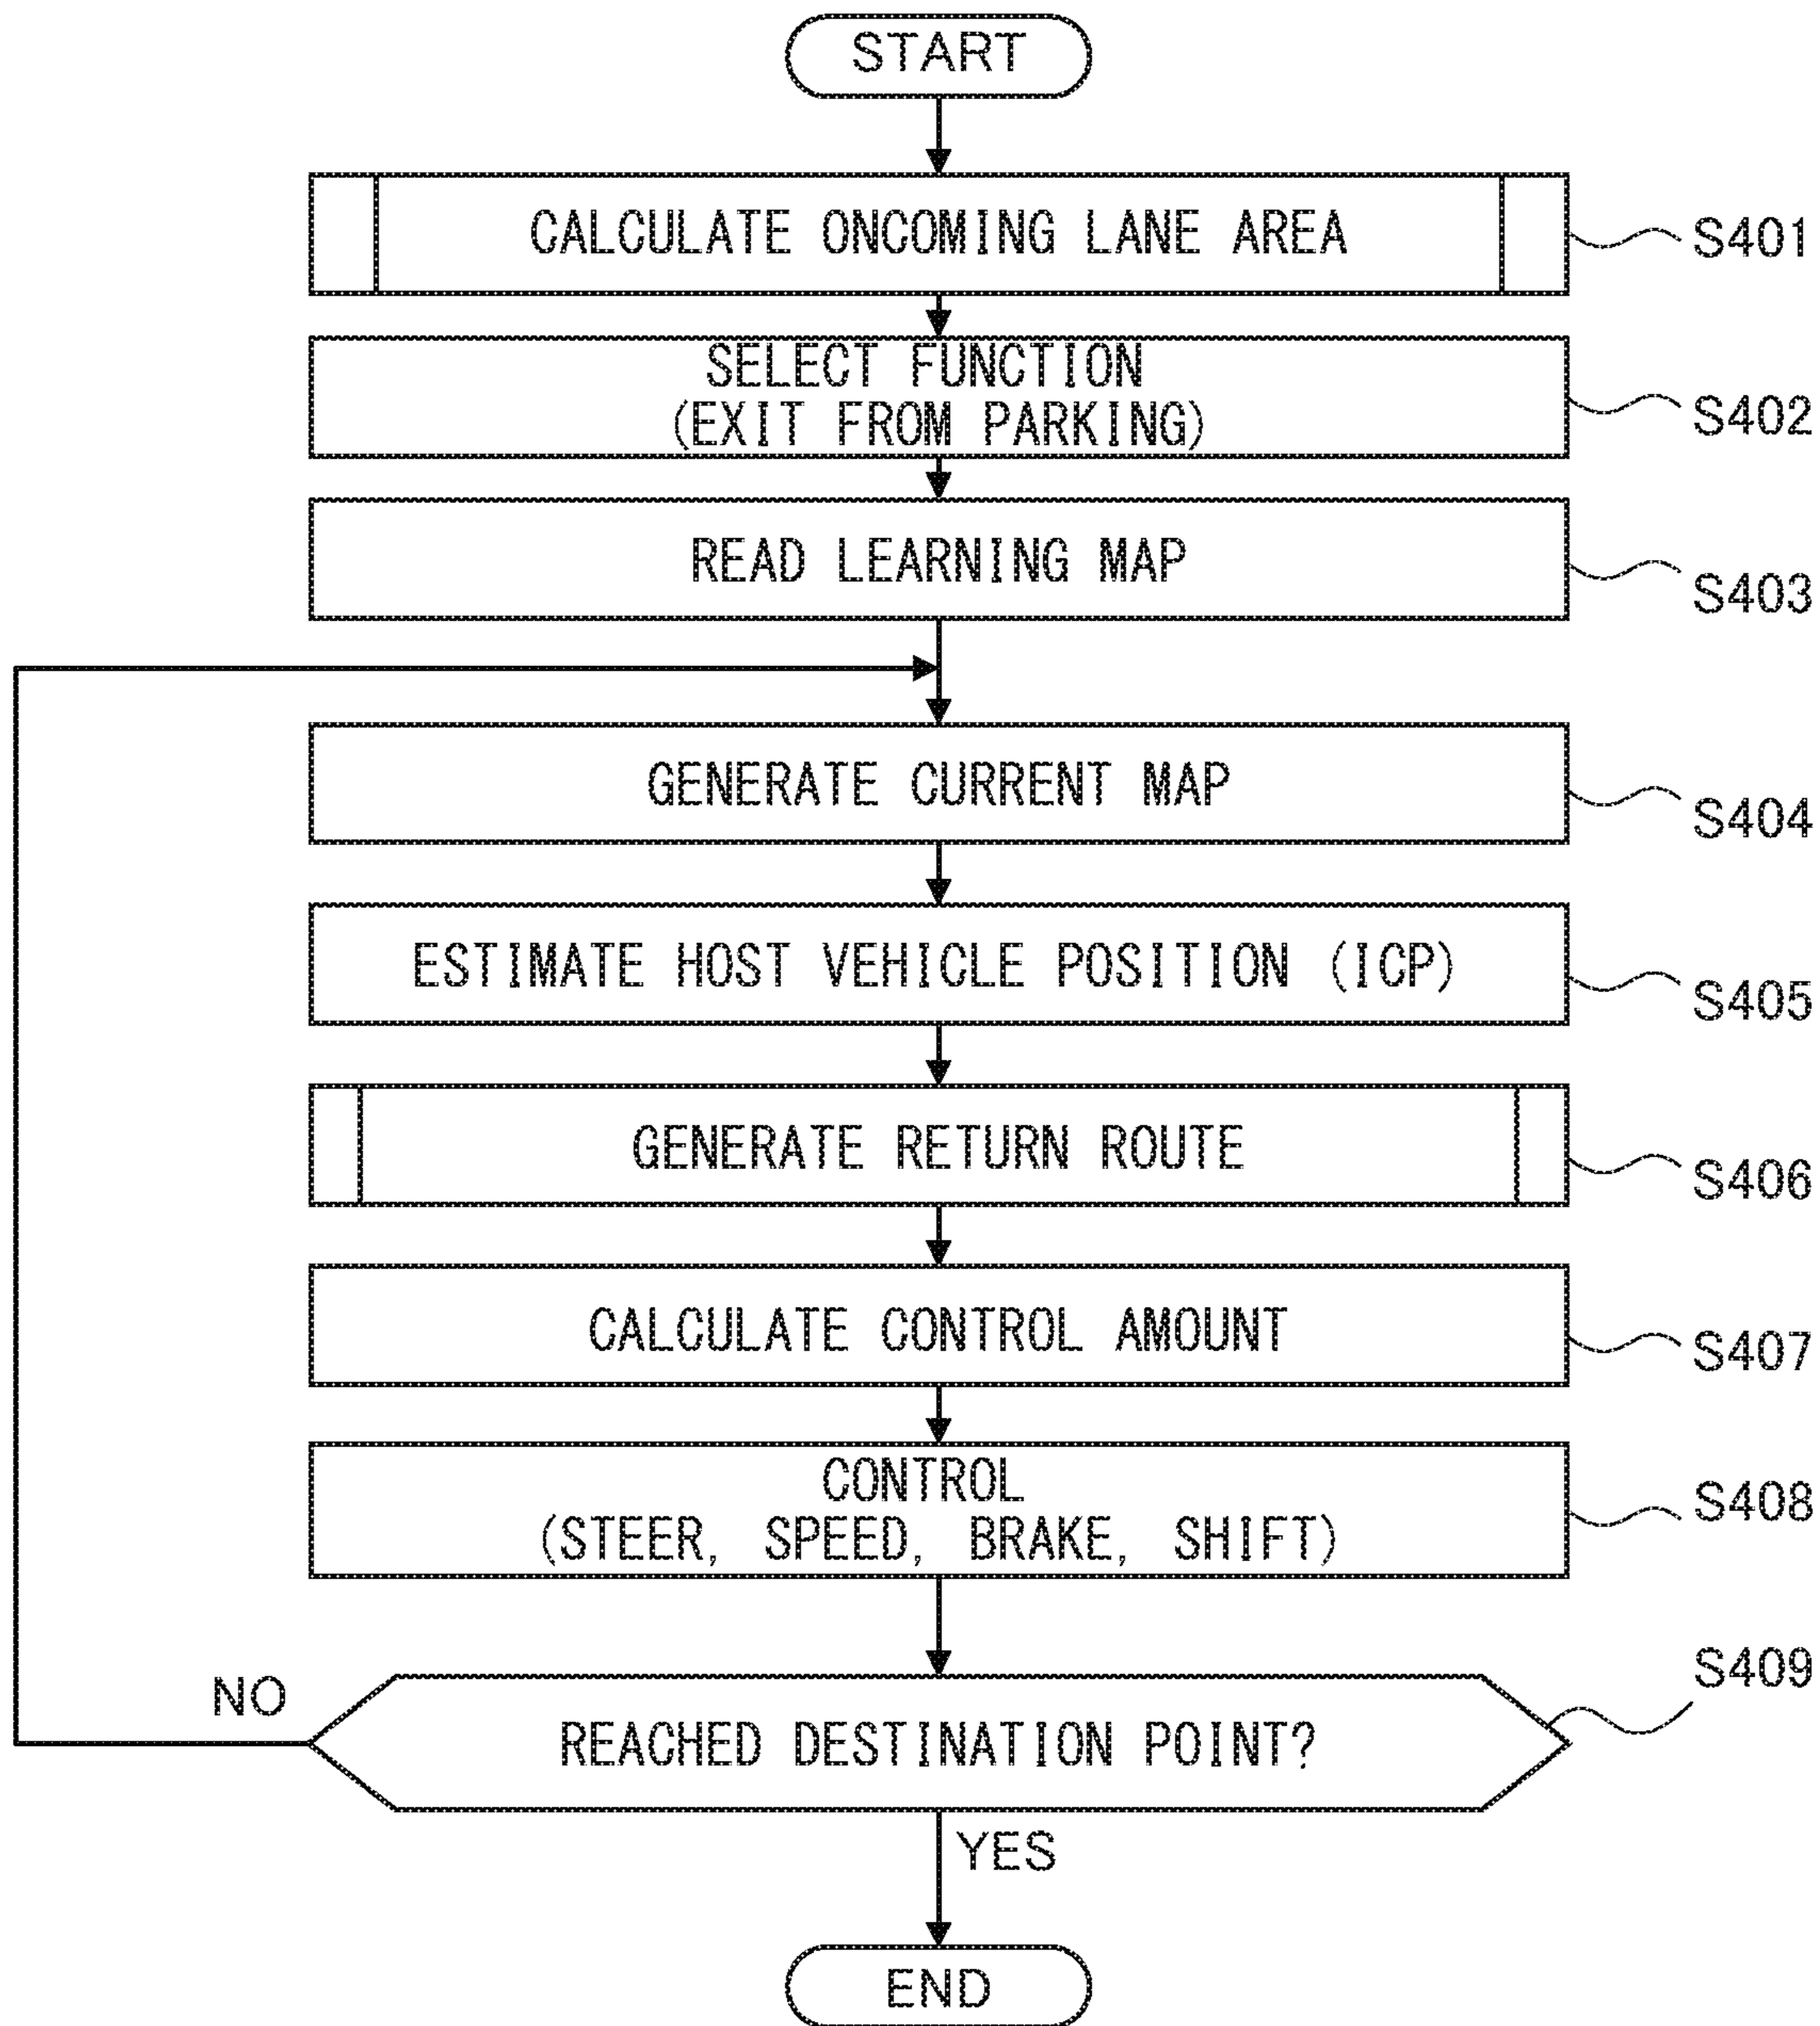 START
CALCULATE ONCOMING LANE AREA
S401
SELECT FUNCTION
(EXIT FROM PARKING)
S402
READ LEARNING MAP
S403
GENERATE CURRENT MAP
S404
ESTIMATE HOST VEHICLE POSITION (ICP)
S405
GENERATE RETURN ROUTE
S406
CALCULATE CONTROL AMOUNT
S407
CONTROL
(STEER, SPEED, BRAKE, SHIFT)
S408
NO
REACHED DESTINATION POINT?
S409
YES
END